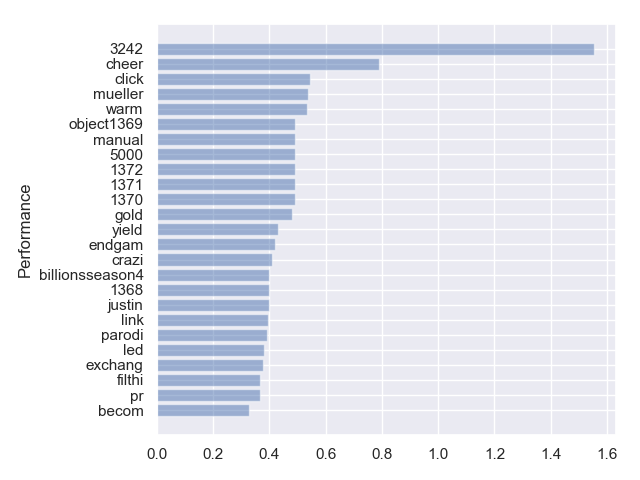 3242
cheer
click
mueller
warm
object1369
manual
5000
1372
1371
1370
gold
yield
endgam
crazi
billionsseason4
1368
justin
link
parodi
led
exchang
filthi
pr
becom
Performance
0.0 0.2 0.4 0.6 0.8 1.0 1.2 1.4 1.6